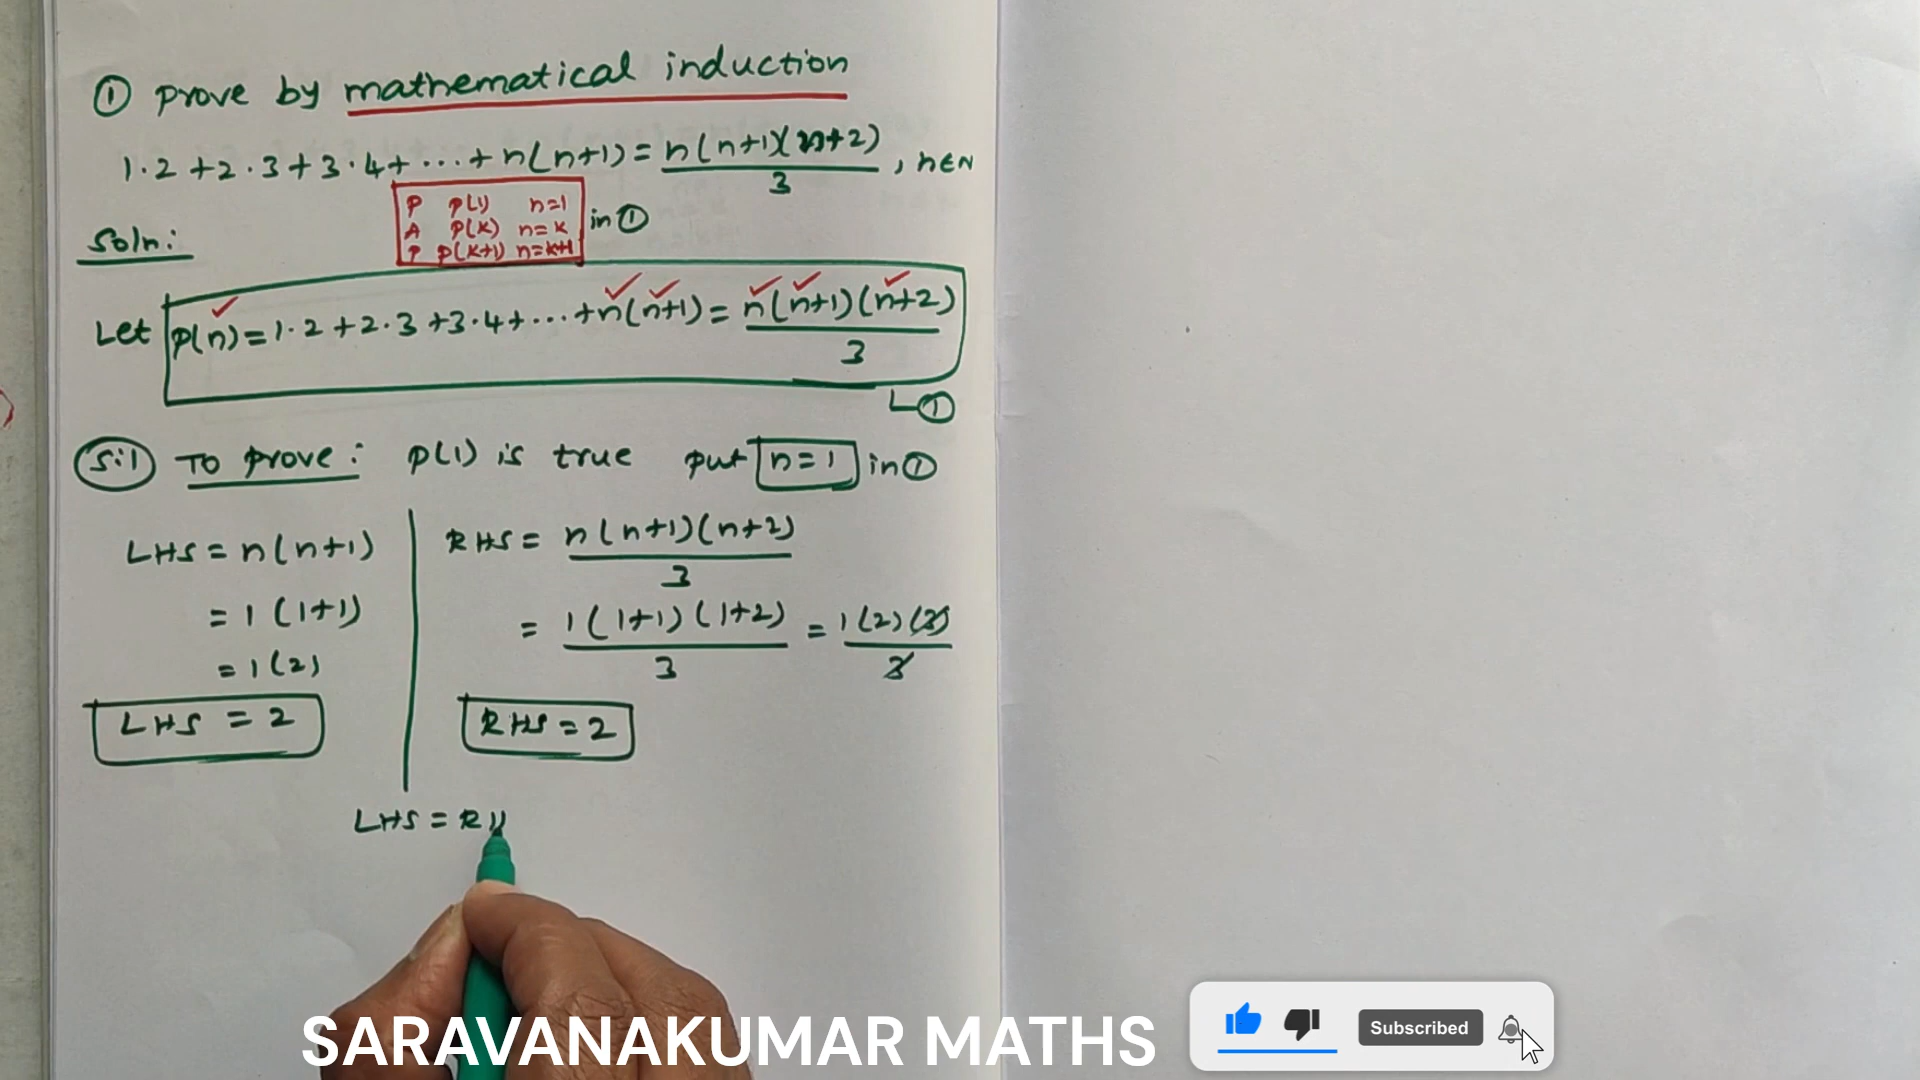 ① prove by mathematical induction
1·2+2·3+3·4+...+n(n+1)=n(n+1)(n+2)/3, n∈N
P P(1) n=1
A P(k) n=k in ①
P P(k+1) n=k+1
Soln:
Let P(n)=1·2+2·3+3·4+...+n(n+1)=n(n+1)(n+2)/3
①
S:1 To prove: P(1) is true put n=1 in ①
LHS = n(n+1)
= 1(1+1)
= 1(2)
LHS = 2
RHS = n(n+1)(n+2)/3
= 1(1+1)(1+2)/3 = 1(2)(3)/3
RHS = 2
LHS = RH
SARAVANAKUMAR MATHS
Subscribed